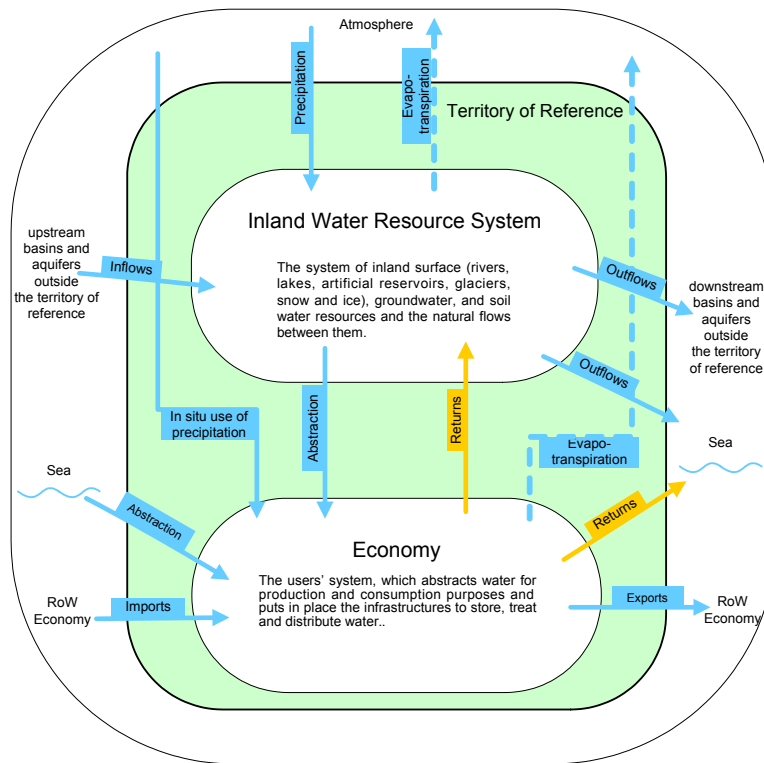 Atmosphere
Precipitation
Evapo-
transpiration
Territory of Reference
Inland Water Resource System
The system of inland surface (rivers,
lakes, artificial reservoirs, glaciers,
snow and ice), groundwater, and soil
water resources and the natural flows
between them.
upstream
basins and
aquifers
outside
the territory of
reference
Inflows
Outflows
downstream
basins and
aquifers
outside
the territory
of reference
Outflows
In situ use of
precipitation
Abstraction
Returns
Evapo-
transpiration
Sea
Sea
Abstraction
Returns
Economy
The users' system, which abstracts water for
production and consumption purposes and
puts in place the infrastructures to store, treat
and distribute water..
RoW
Economy
Imports
Exports
RoW
Economy